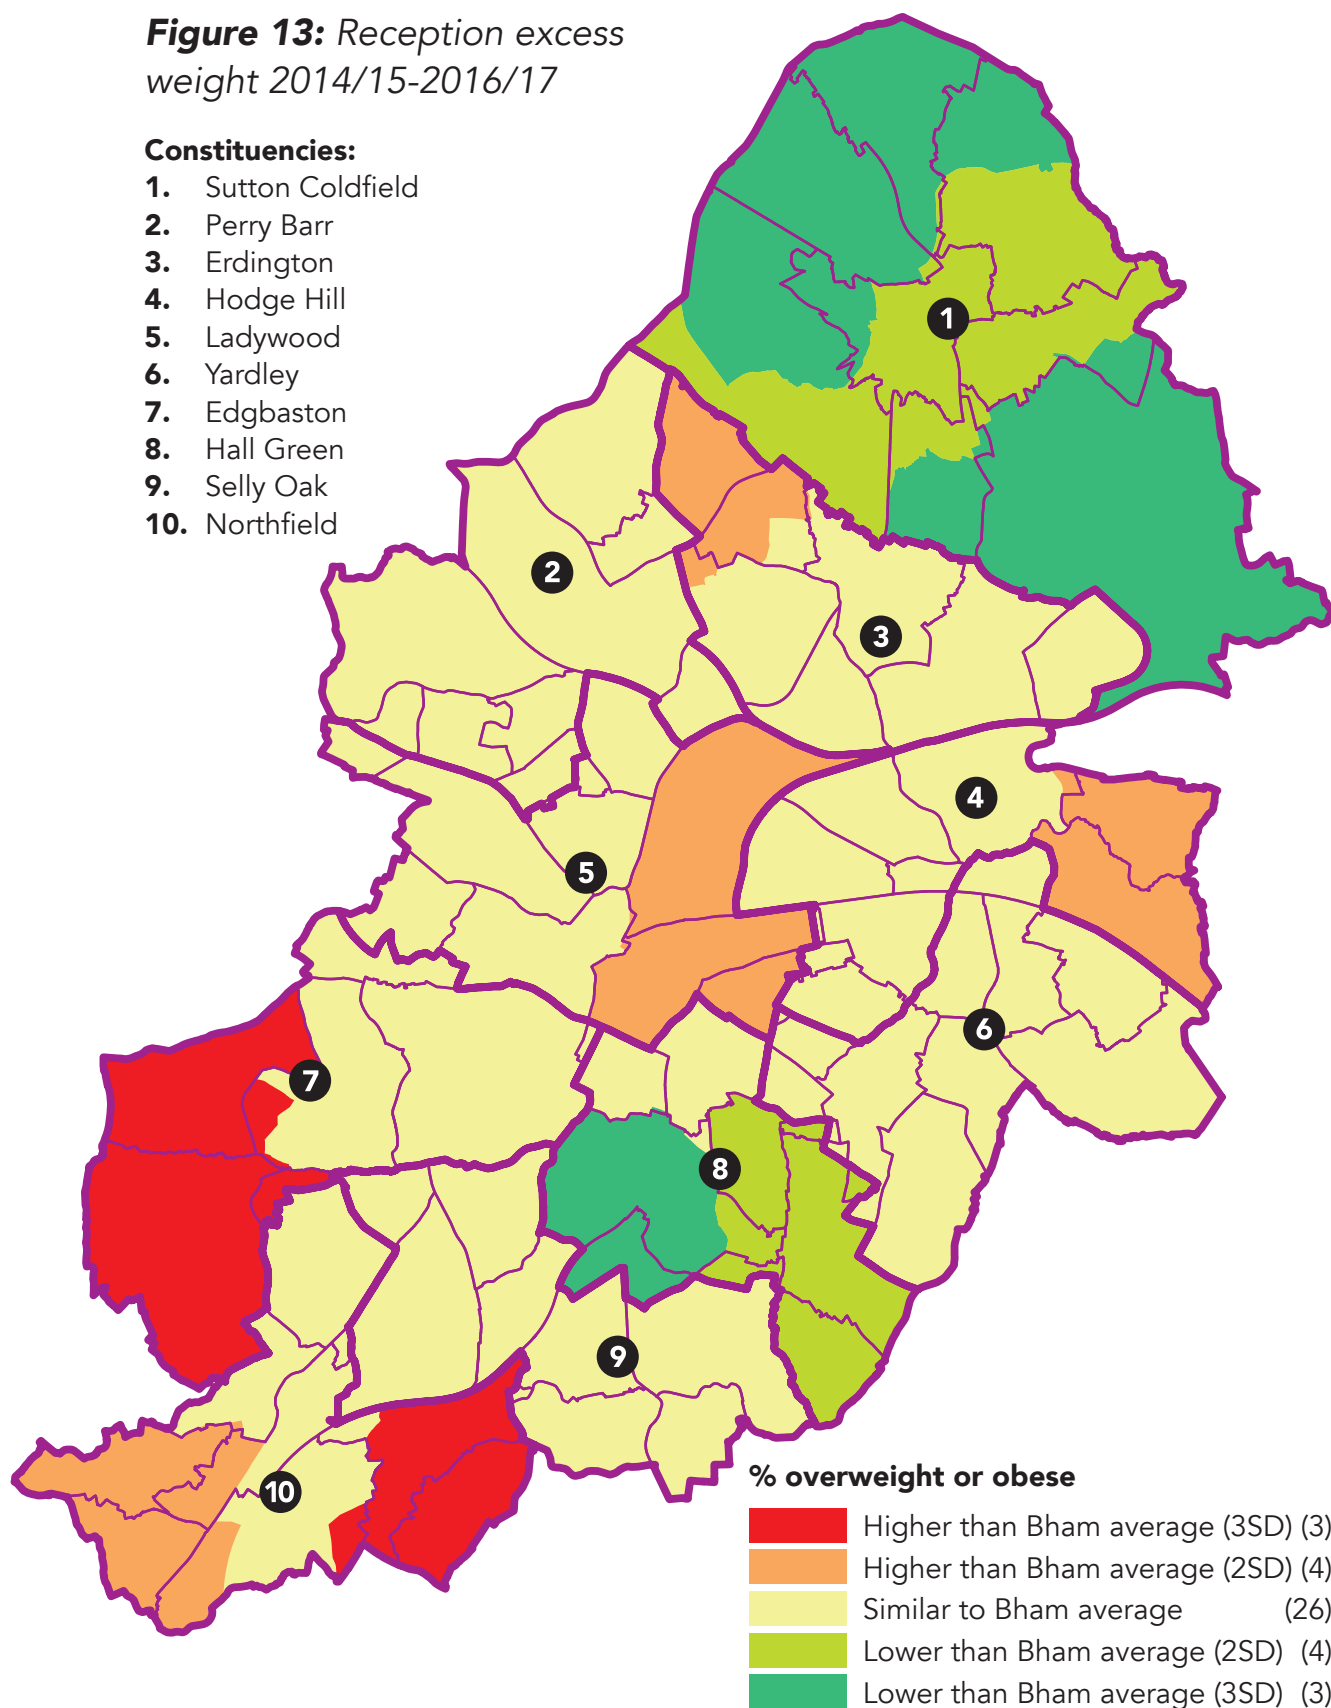 Figure 13: Reception excess
weight 2014/15-2016/17
Constituencies:
1. Sutton Coldfield
2. Perry Barr
3. Erdington
4. Hodge Hill
5. Ladywood
6. Yardley
7. Edgbaston
8. Hall Green
9. Selly Oak
10. Northfield
1
2
3
4
5
6
7
8
9
10
% overweight or obese
Higher than Bham average (3SD) (3)
Higher than Bham average (2SD) (4)
Similar to Bham average (26)
Lower than Bham average (2SD) (4)
Lower than Bham average (3SD) (3)